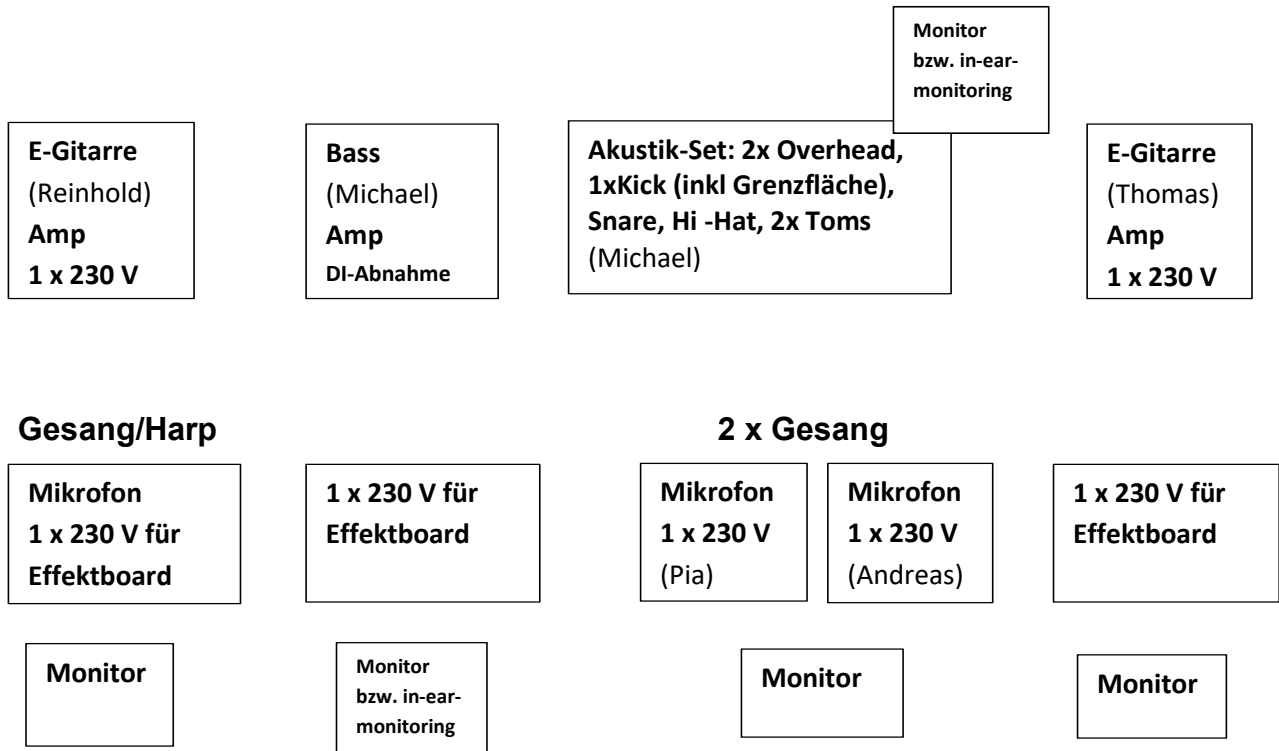 Monitor
bzw. in-ear-
monitoring
E-Gitarre
(Reinhold)
Amp
1 x 230 V
Bass
(Michael)
Amp
DI-Abnahme
Akustik-Set: 2x Overhead,
1xKick (inkl Grenzfläche),
Snare, Hi -Hat, 2x Toms
(Michael)
E-Gitarre
(Thomas)
Amp
1 x 230 V
Gesang/Harp
2 x Gesang
Mikrofon
1 x 230 V für
Effektboard
1 x 230 V für
Effektboard
Mikrofon
1 x 230 V
(Pia)
Mikrofon
1 x 230 V
(Andreas)
1 x 230 V für
Effektboard
Monitor
Monitor
bzw. in-ear-
monitoring
Monitor
Monitor